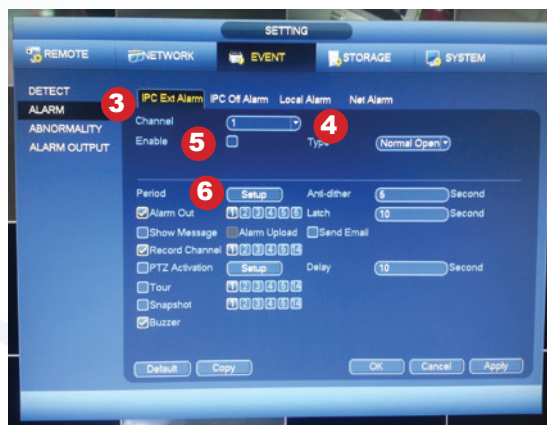 SETTING
REMOTE NETWORK EVENT STORAGE SYSTEM
DETECT
ALARM
ABNORMALITY
ALARM OUTPUT
3 IPC Ext Alarm IPC Off Alarm Local Alarm Net Alarm
Channel 1 4
Enable 5 Type Normal Open
Period 6 Setup Anti-dither 5 Second
Alarm Out 1 2 3 4 5 6 Latch 10 Second
Show Message Alarm Upload Send Email
Record Channel 1 2 3 4 5
PTZ Activation Setup Delay 10 Second
Tour 1 2 3 4 5
Snapshot 1 2 3 4 5
Buzzer
Default Copy OK Cancel Apply